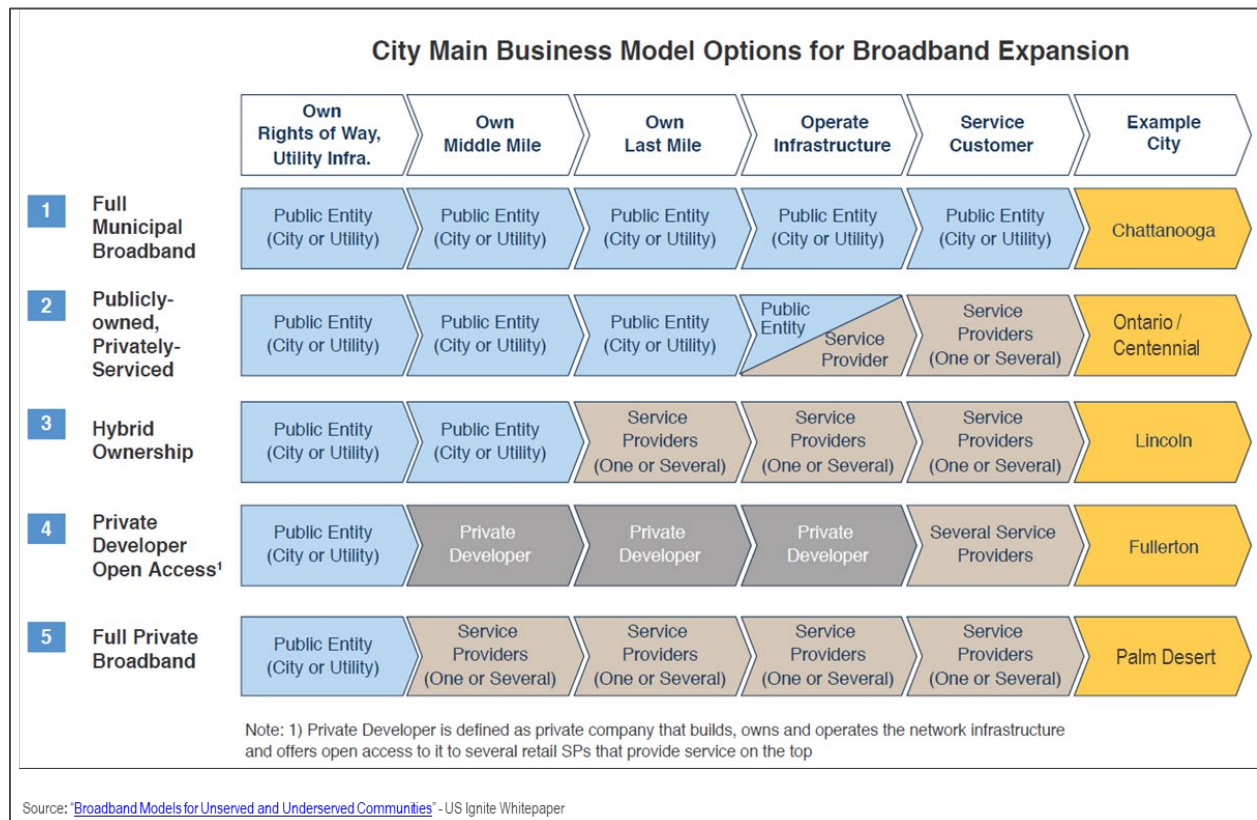 City Main Business Model Options for Broadband Expansion
Own
Rights of Way,
Utility Infra.
Own
Middle Mile
Own
Last Mile
Operate
Infrastructure
Service
Customer
Example
City
1
Full
Municipal
Broadband
Public Entity
(City or Utility)
Public Entity
(City or Utility)
Public Entity
(City or Utility)
Public Entity
(City or Utility)
Public Entity
(City or Utility)
Chattanooga
2
Publicly-
owned,
Privately-
Serviced
Public Entity
(City or Utility)
Public Entity
(City or Utility)
Public Entity
(City or Utility)
Public
Entity
Service
Provider
Service
Providers
(One or Several)
Ontario /
Centennial
3
Hybrid
Ownership
Public Entity
(City or Utility)
Public Entity
(City or Utility)
Service
Providers
(One or Several)
Service
Providers
(One or Several)
Service
Providers
(One or Several)
Lincoln
4
Private
Developer
Open Access¹
Public Entity
(City or Utility)
Private
Developer
Private
Developer
Private
Developer
Several Service
Providers
Fullerton
5
Full Private
Broadband
Public Entity
(City or Utility)
Service
Providers
(One or Several)
Service
Providers
(One or Several)
Service
Providers
(One or Several)
Service
Providers
(One or Several)
Palm Desert
Note: 1) Private Developer is defined as private company that builds, owns and operates the network infrastructure
and offers open access to it to several retail SPs that provide service on the top
Source: "Broadband Models for Unserved and Underserved Communities" - US Ignite Whitepaper